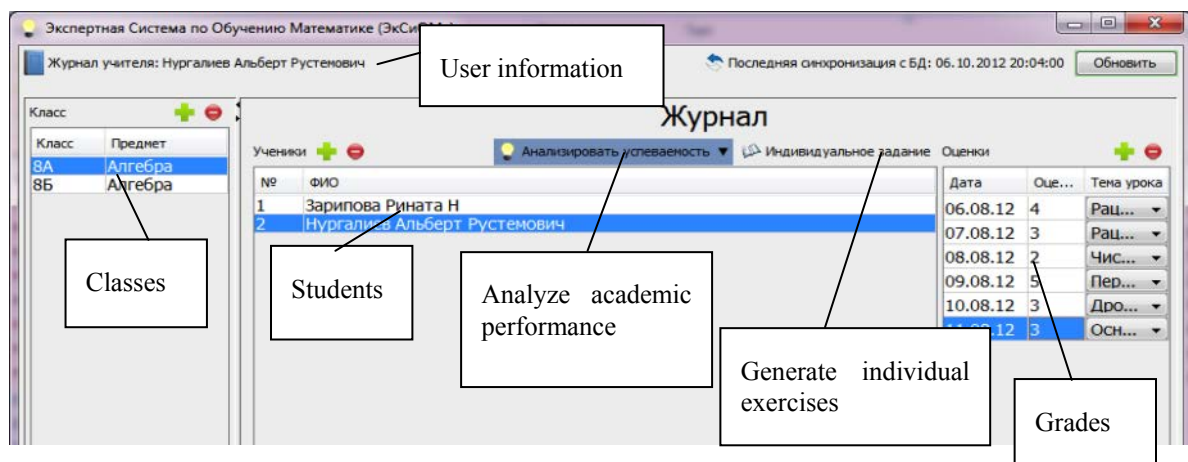 Экспертная Система по Обучению Математике
Журнал учителя: Нургалиев Альберт Рустемович
User information
Последняя синхронизация с БД: 06.10.2012 20:04:00
Обновить
Класс
Журнал
Класс Предмет
8А Алгебра
8Б Алгебра
Classes
Ученики
Анализировать успеваемость
Индивидуальное задание
Оценки
№ ФИО
1 Зарипова Рината Н
2 Нургалиев Альберт Рустемович
Students
Analyze academic
performance
Generate individual
exercises
Дата Оце... Тема урока
06.08.12 4 Рац...
07.08.12 3 Рац...
08.08.12 2 Чис...
09.08.12 5 Пер...
10.08.12 3 Дро...
3 Осн...
Grades